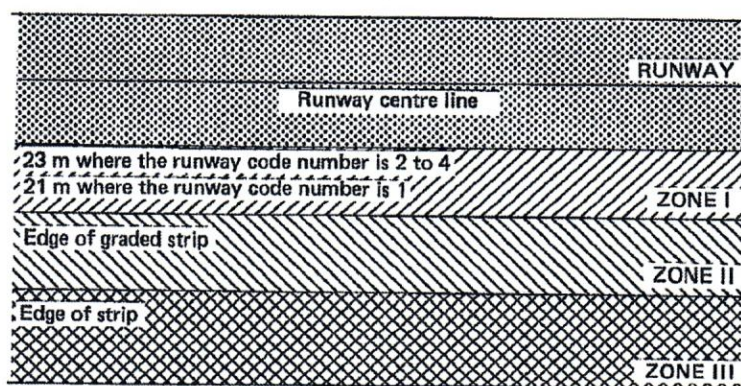 RUNWAY
Runway centre line
23 m where the runway code number is 2 to 4
21 m where the runway code number is 1
ZONE I
Edge of graded strip
ZONE II
Edge of strip
ZONE III